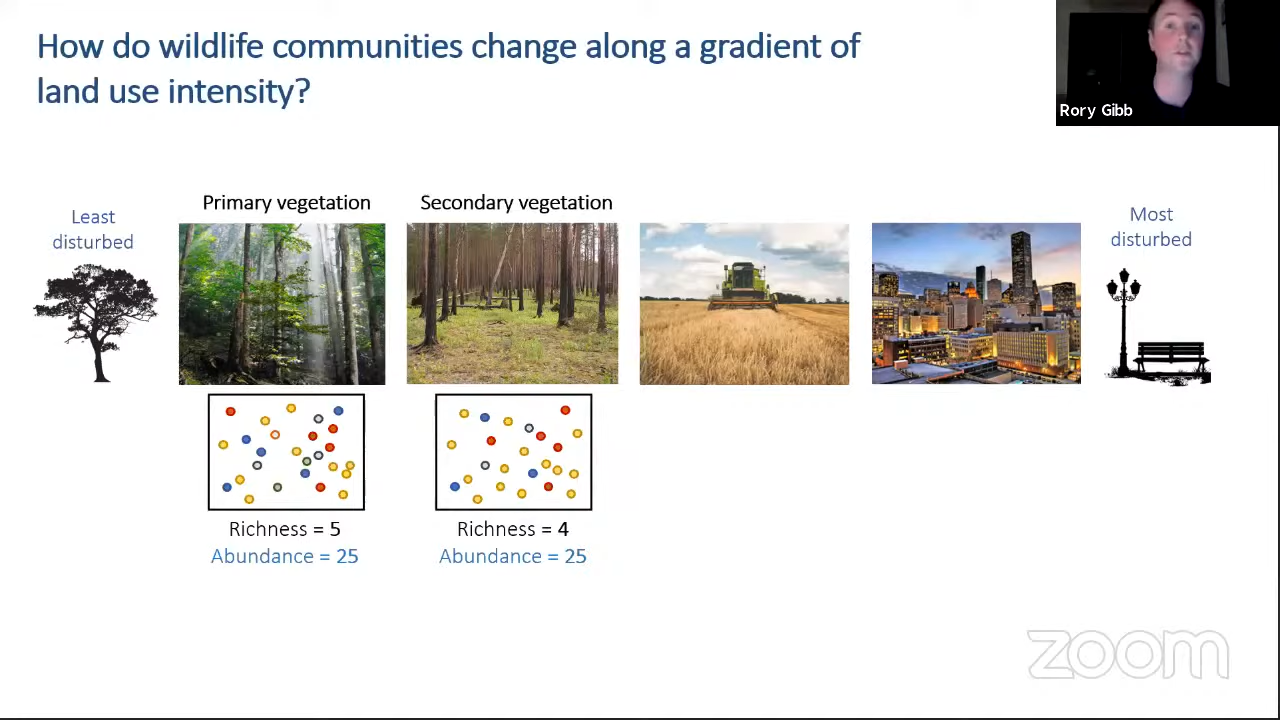 How do wildlife communities change along a gradient of
land use intensity?
Rory Gibb
Least
disturbed
Primary vegetation
Secondary vegetation
Most
disturbed
Richness = 5
Abundance = 25
Richness = 4
Abundance = 25
zoom